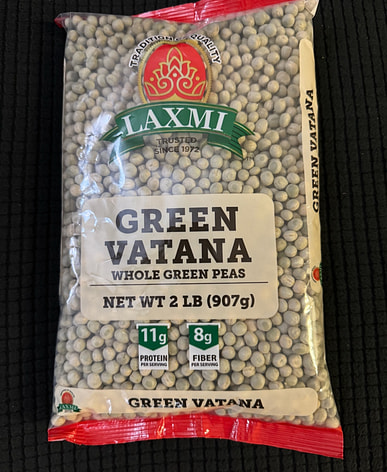 TRADITIONAL QUALITY
LAXMI
TRUSTED
SINCE 1972
GREEN VATANA
GREEN
VATANA
WHOLE GREEN PEAS
NET WT 2 LB (907g)
11g
PROTEIN
PER SERVING
8g
FIBER
PER SERVING
LAXMI
GREEN VATANA